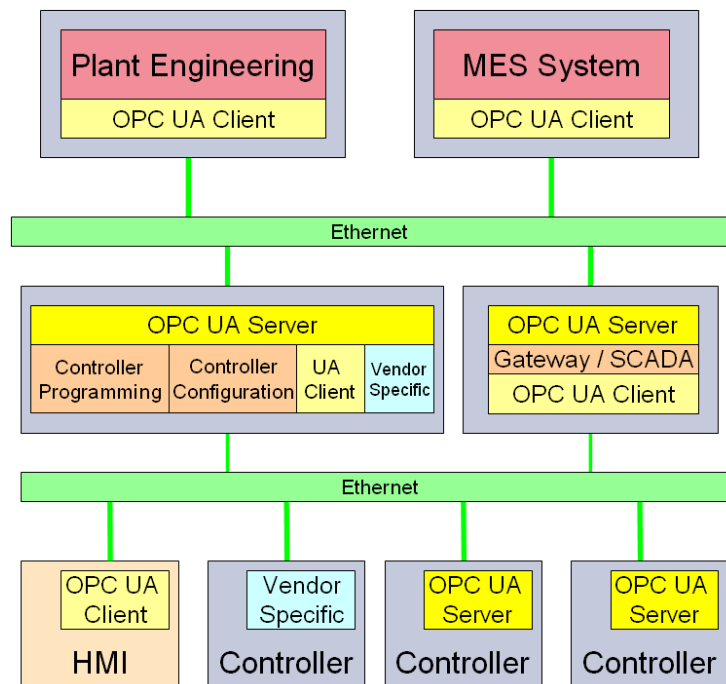 Plant Engineering
OPC UA Client
MES System
OPC UA Client
Ethernet
OPC UA Server
Controller
Programming
Controller
Configuration
UA
Client
Vendor
Specific
OPC UA Server
Gateway / SCADA
OPC UA Client
Ethernet
OPC UA
Client
HMI
Vendor
Specific
Controller
OPC UA
Server
Controller
OPC UA
Server
Controller